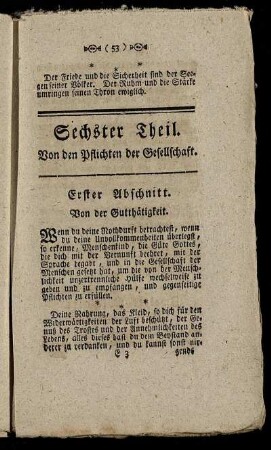 ( 53 )
* * *
Der Friede und die Sicherheit sind der See-
gen seiner Völker. Der Ruhm und die Stärke
umringen seinen Thron ewiglich.
Sechster Theil.
Von den Pflichten der Gesellschaft.
Erster Abschnitt.
Von der Gutthätigkeit.
Wenn du deine Nothdurft betrachtest, wenn
du deine Unvollkommenheiten überlegst,
so erkenne, Menschenkind, die Güte Gottes,
die dich mit der Vernunft beehret, mit der
Sprache begabt, und in die Gesellschaft der
Menschen gesetzt hat, um die von der Mensch-
lichkeit unzertrennliche Hülfe wechselweise zu
geben und zu empfangen, und gegenseitige
Pflichten zu erfüllen.
* * *
Deine Nahrung, das Kleid, so dich für den
Widerwärtigkeiten der Luft beschützt, der Ge-
nuß des Trostes und der Annehmlichkeiten des
Lebens, alles dieses hast du dem Beystand an-
derer zu verdanken, und du kannst sonst nir-
E 3 gends